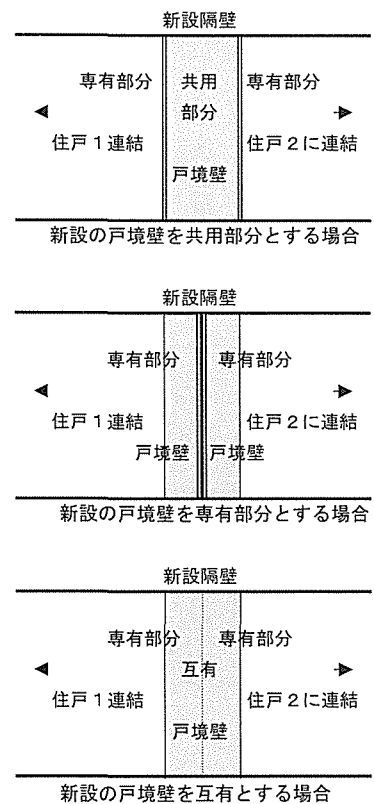 新設隔壁
専有部分 共用 専有部分
◀ 部分 ▶
住戸1連結 住戸2に連結
戸境壁
新設の戸境壁を共用部分とする場合
新設隔壁
専有部分 専有部分
◀ ▶
住戸1連結 住戸2に連結
戸境壁 戸境壁
新設の戸境壁を専有部分とする場合
新設隔壁
専有部分 専有部分
◀ 互有 ▶
住戸1連結 住戸2に連結
戸境壁
新設の戸境壁を互有とする場合